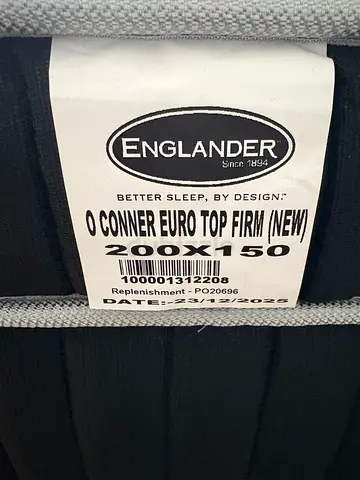 ENGLANDER
Since 1894
BETTER SLEEP, BY DESIGN.
O CONNER EURO TOP FIRM (NEW)
200X150
100001312208
Replenishment - PO20696
DATE:-23/12/2025